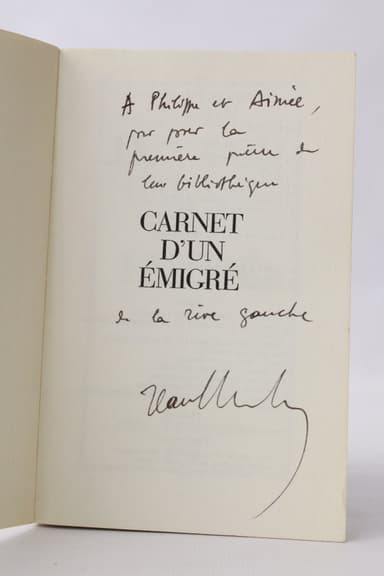 A Philippe et Aimée,
pour poser la
première pierre de
leur bibliothèque
CARNET
D'UN
ÉMIGRÉ
de la rive gauche